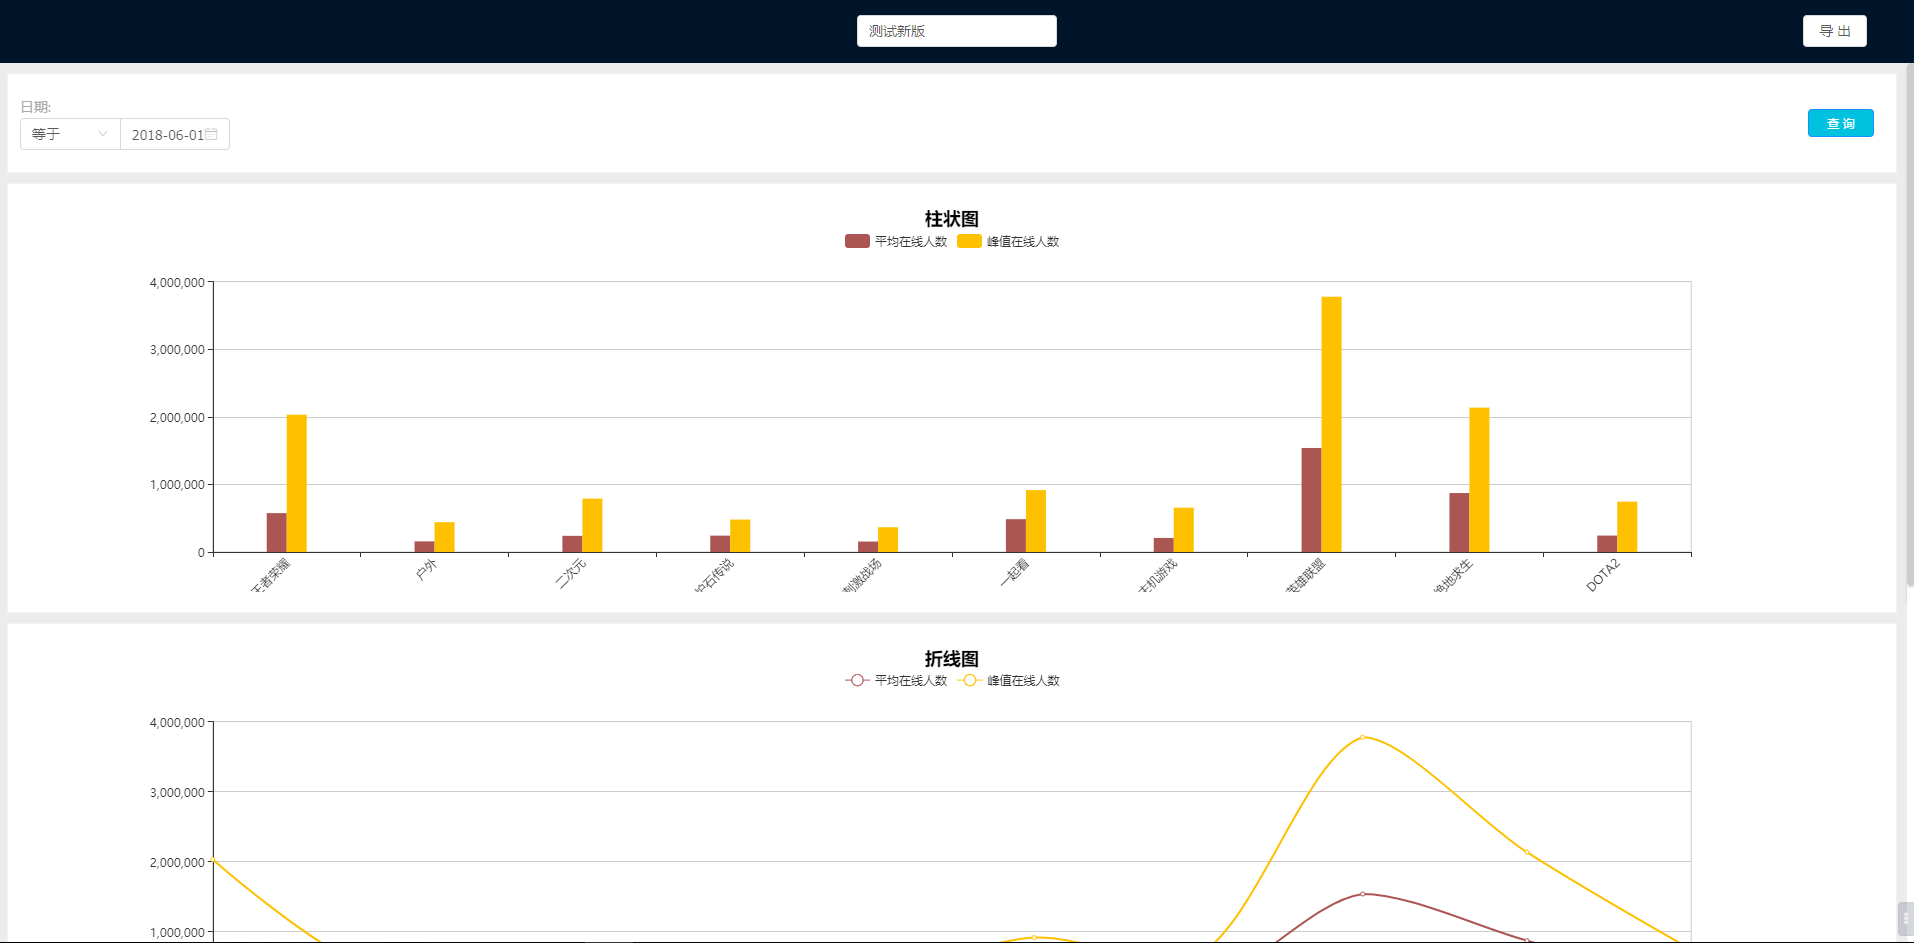 测试新版
导 出
日期:
等于
2018-06-01
查 询
柱状图
平均在线人数 峰值在线人数
4,000,000
3,000,000
2,000,000
1,000,000
0
王者荣耀 户外 二次元 炉石传说 刺激战场 一起看 主机游戏 英雄联盟 绝地求生 DOTA2
折线图
平均在线人数 峰值在线人数
4,000,000
3,000,000
2,000,000
1,000,000